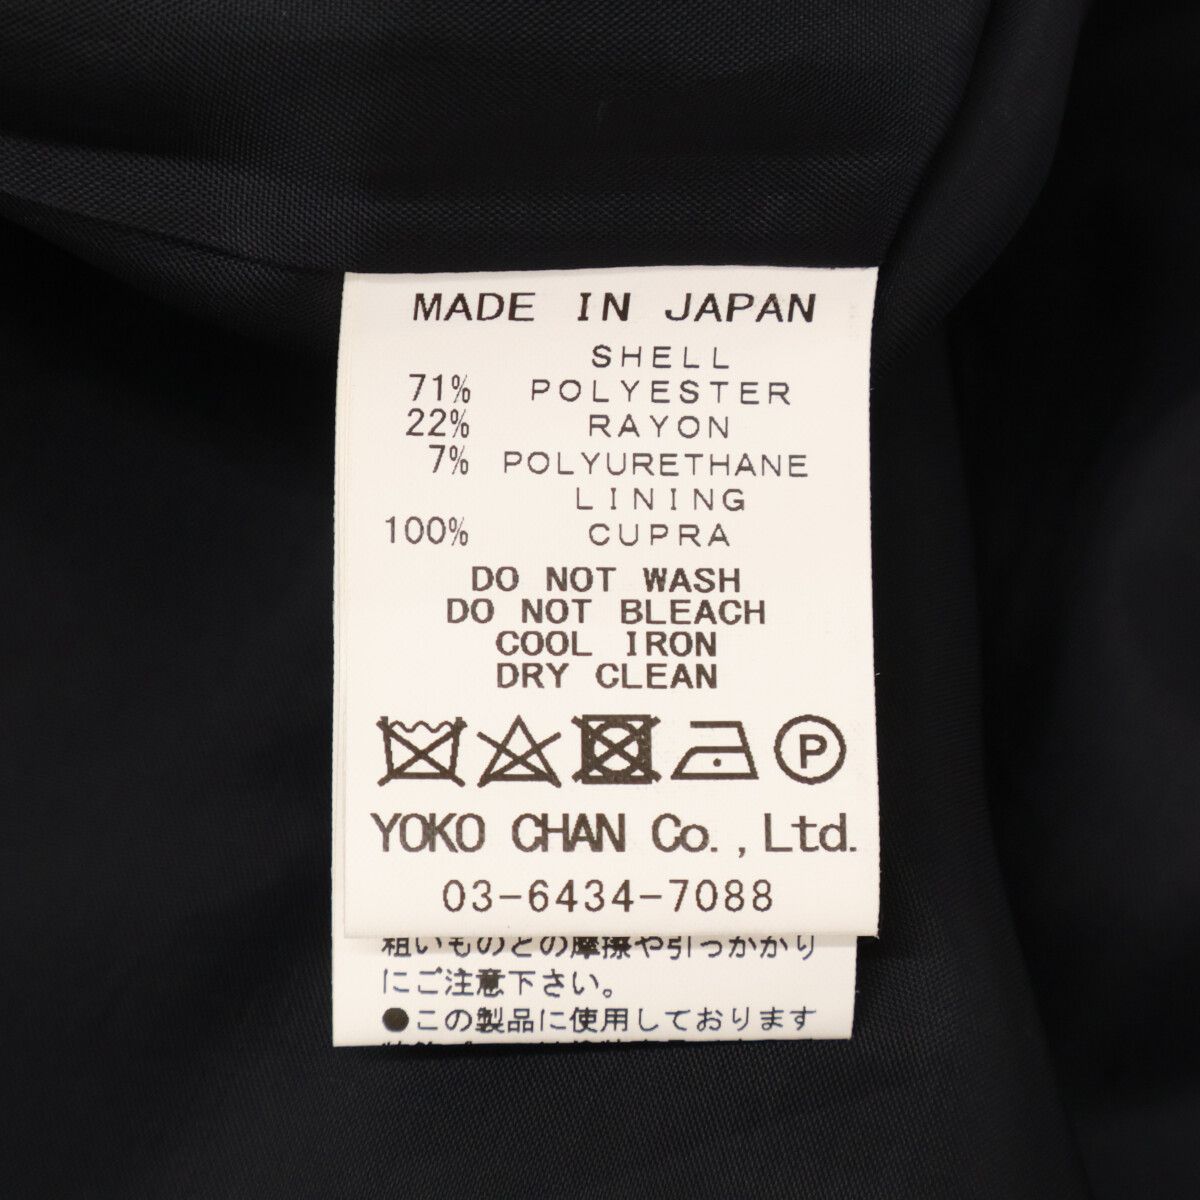 MADE IN JAPAN
SHELL
71% POLYESTER
22% RAYON
7% POLYURETHANE
LINING
100% CUPRA
DO NOT WASH
DO NOT BLEACH
COOL IRON
DRY CLEAN
P
YOKO CHAN Co., Ltd.
03-6434-7088
粗いものとの摩擦や引っかかり
にご注意下さい。
●この製品に使用しております